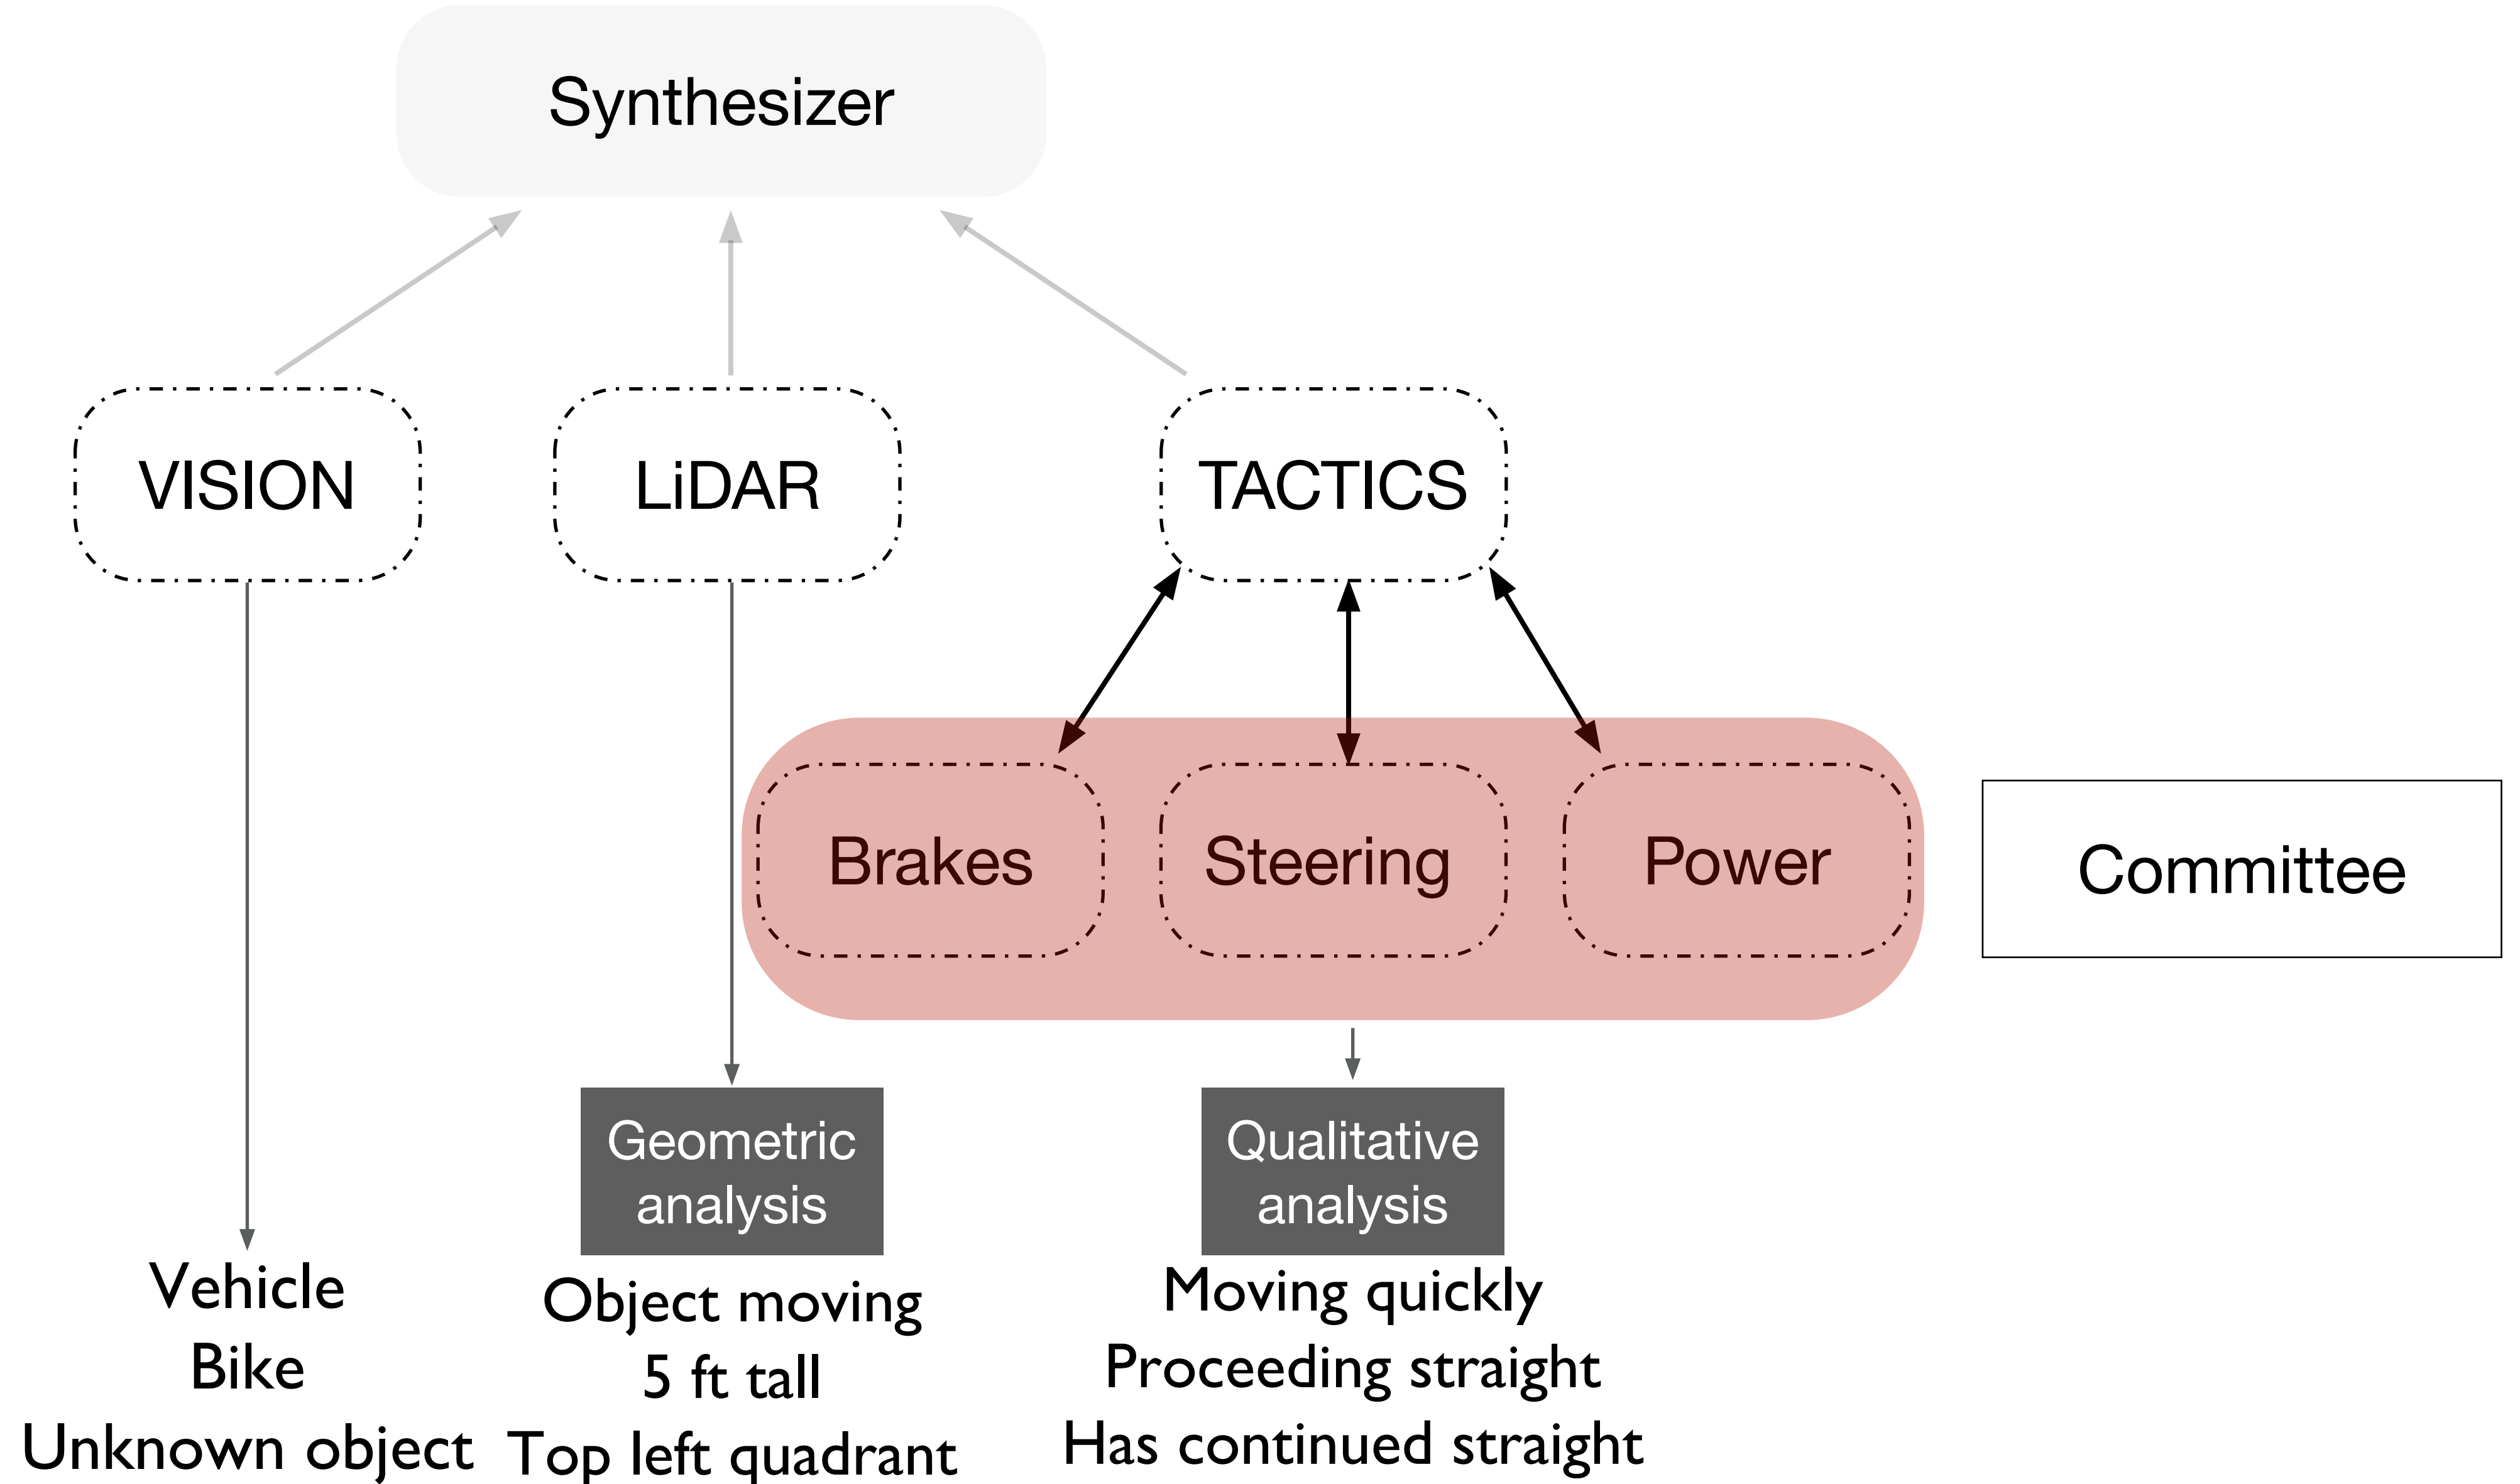 Synthesizer
VISION
LiDAR
TACTICS
Brakes
Steering
Power
Committee
Geometric
analysis
Qualitative
analysis
Vehicle
Bike
Unknown object
Object moving
5 ft tall
Top left quadrant
Moving quickly
Proceeding straight
Has continued straight